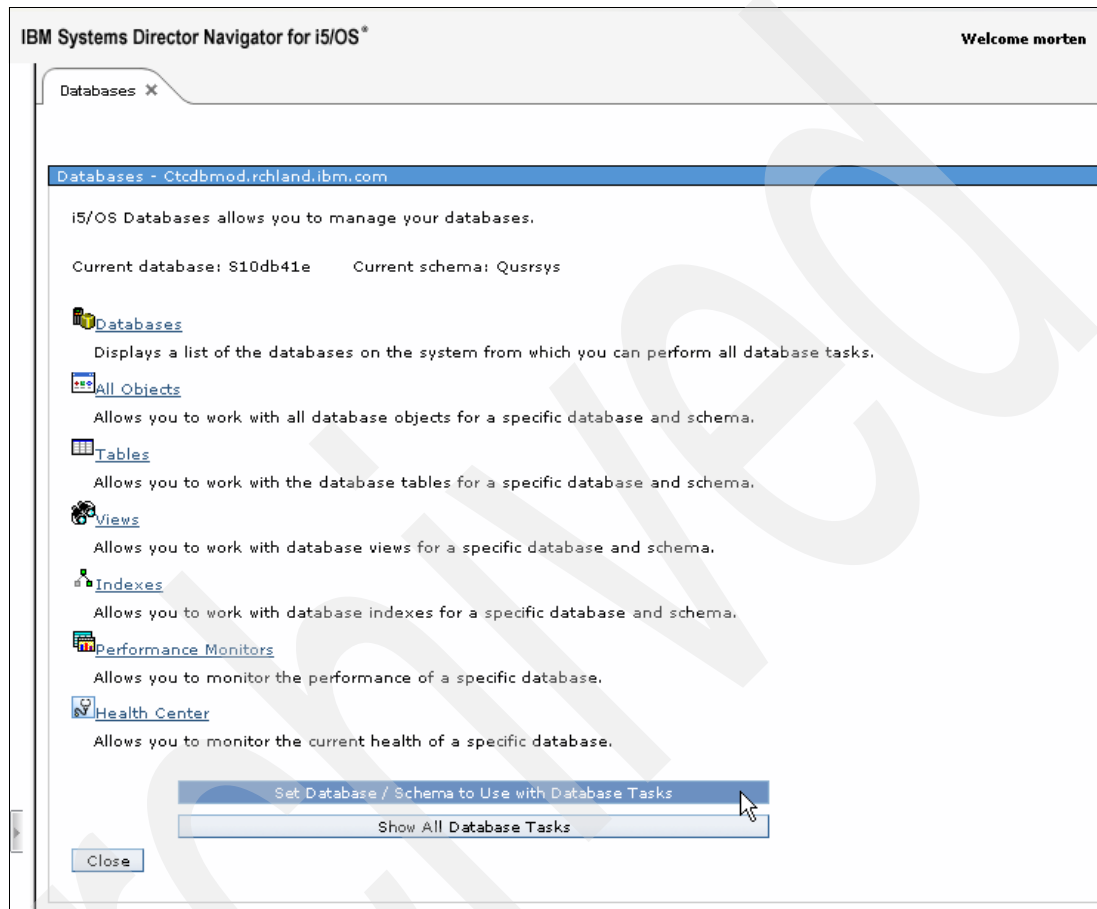 IBM Systems Director Navigator for i5/OS®
Welcome morten
Databases
Databases - Ctcdbmod.rchland.ibm.com
i5/OS Databases allows you to manage your databases.
Current database: S10db41e Current schema: Qusrsys
Databases
Displays a list of the databases on the system from which you can perform all database tasks.
All Objects
Allows you to work with all database objects for a specific database and schema.
Tables
Allows you to work with the database tables for a specific database and schema.
Views
Allows you to work with database views for a specific database and schema.
Indexes
Allows you to work with database indexes for a specific database and schema.
Performance Monitors
Allows you to monitor the performance of a specific database.
Health Center
Allows you to monitor the current health of a specific database.
Set Database / Schema to Use with Database Tasks
Show All Database Tasks
Close